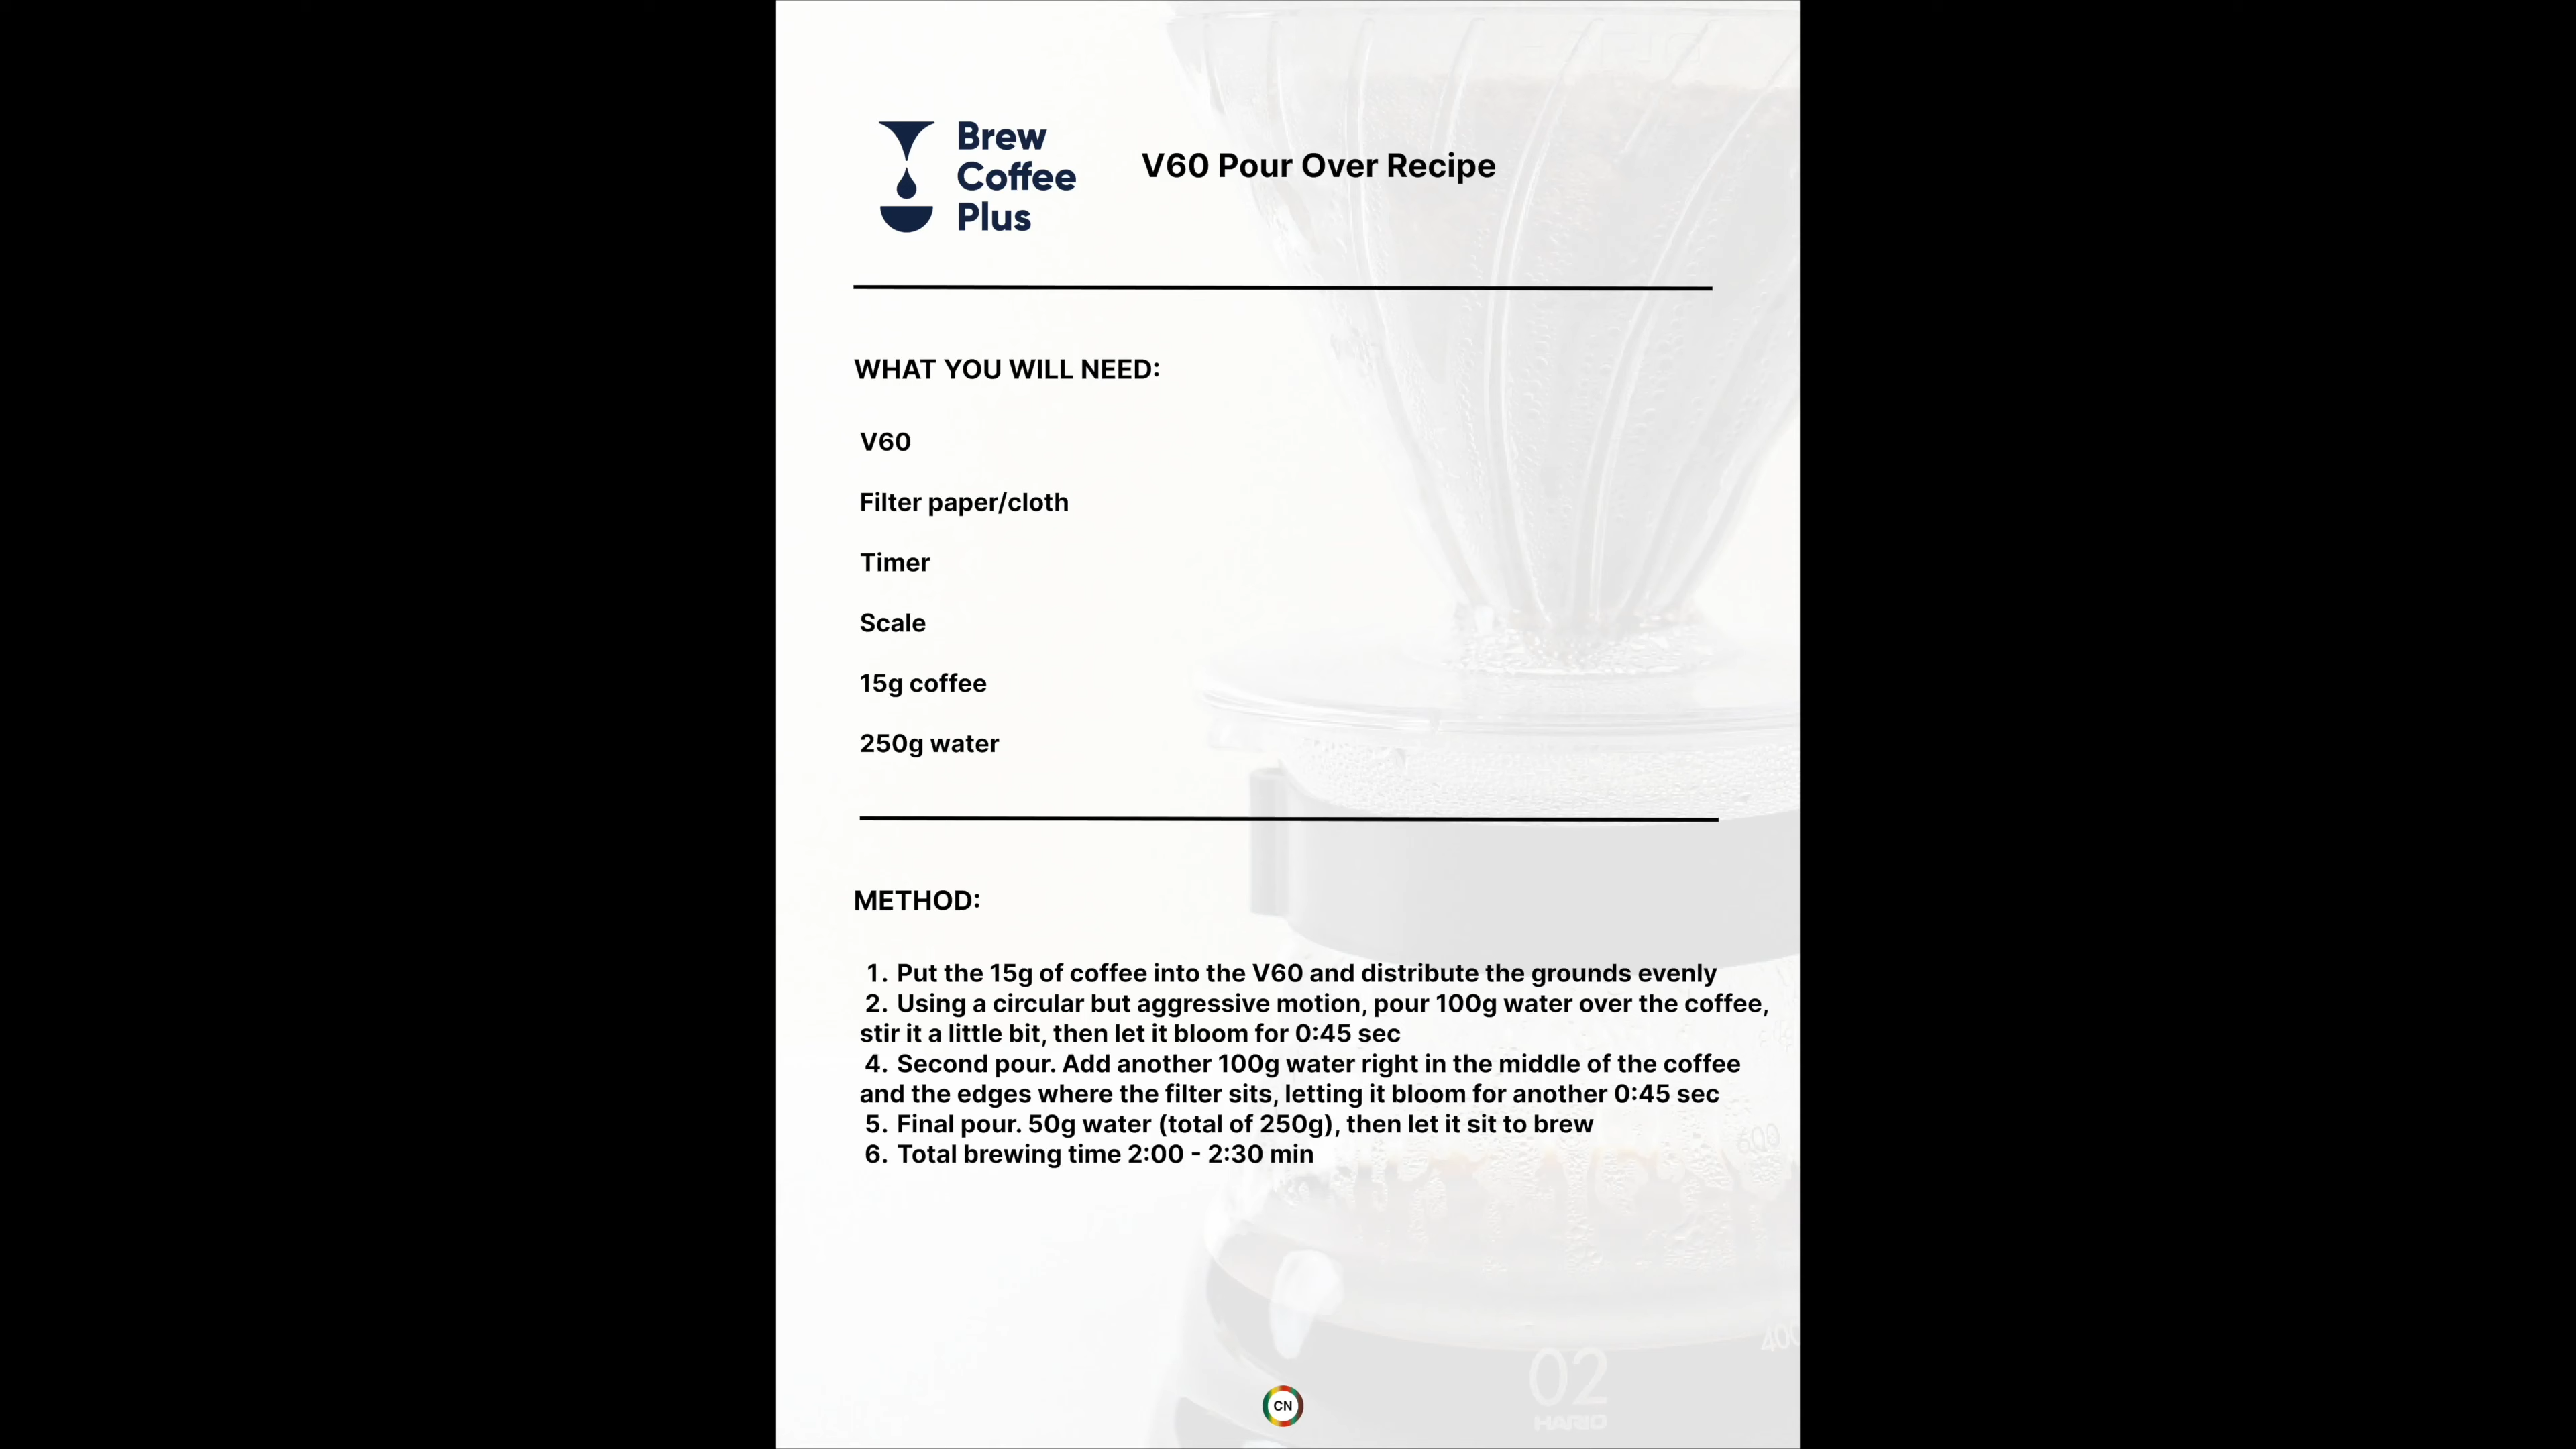 Brew
Coffee
Plus
V60 Pour Over Recipe
WHAT YOU WILL NEED:
V60
Filter paper/cloth
Timer
Scale
15g coffee
250g water
METHOD:
1. Put the 15g of coffee into the V60 and distribute the grounds evenly
2. Using a circular but aggressive motion, pour 100g water over the coffee,
stir it a little bit, then let it bloom for 0:45 sec
4. Second pour. Add another 100g water right in the middle of the coffee
and the edges where the filter sits, letting it bloom for another 0:45 sec
5. Final pour. 50g water (total of 250g), then let it sit to brew
6. Total brewing time 2:00 - 2:30 min
600
400
02
HARIO
CN